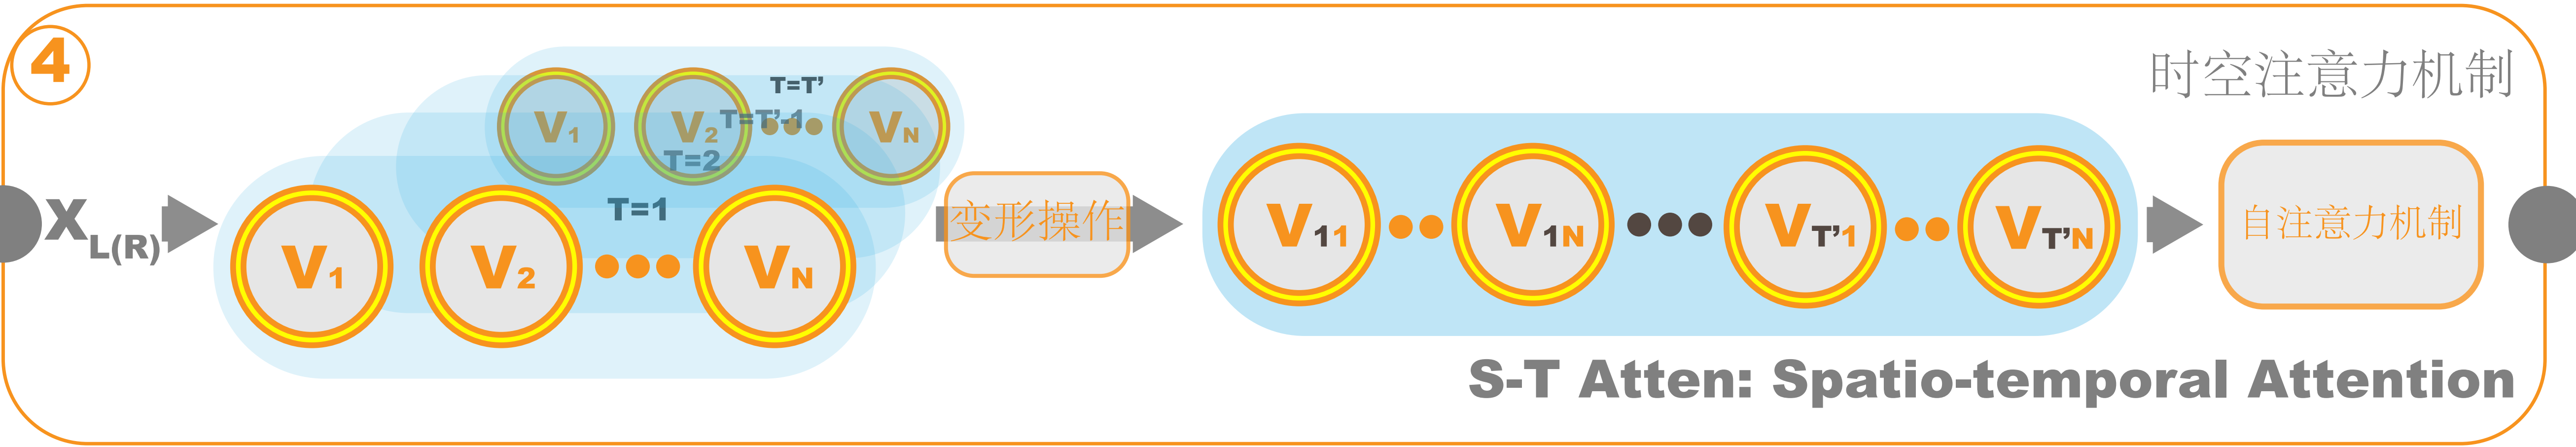 4
时空注意力机制
X L(R)
T=T'
T=T'-1
T=2
T=1
V1 V2 VN
V1 V2 VN
变形操作
V11 V1N VT'1 VT'N
自注意力机制
S-T Atten: Spatio-temporal Attention